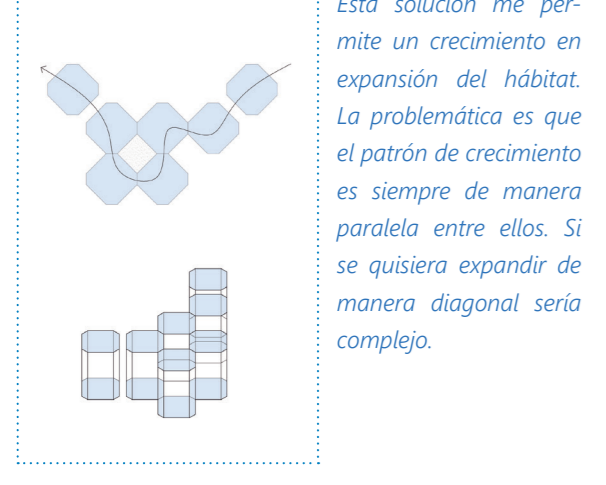 Esta solución me per-
mite un crecimiento en
expansión del hábitat.
La problemática es que
el patrón de crecimiento
es siempre de manera
paralela entre ellos. Si
se quisiera expandir de
manera diagonal sería
complejo.